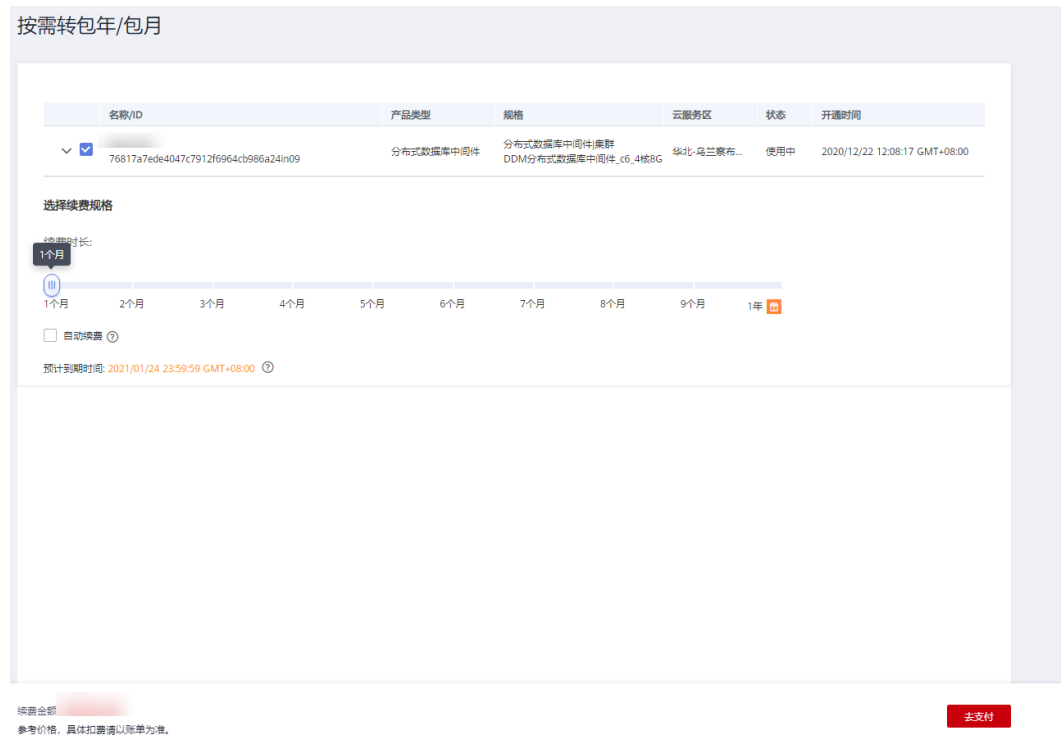 按需转包年/包月
名称/ID 产品类型 规格 云服务区 状态 开通时间
76817a7ede4047c7912f6964cb986a24in09 分布式数据库中间件 分布式数据库中间件|集群 华北-乌兰察布... 使用中 2020/12/22 12:08:17 GMT+08:00
DDM分布式数据库中间件_c6_4核8G
选择续费规格
续费时长:
1个月
1个月 2个月 3个月 4个月 5个月 6个月 7个月 8个月 9个月 1年
自动续费
预计到期时间: 2021/01/24 23:59:59 GMT+08:00
续费金额
参考价格，具体扣费请以账单为准。
去支付